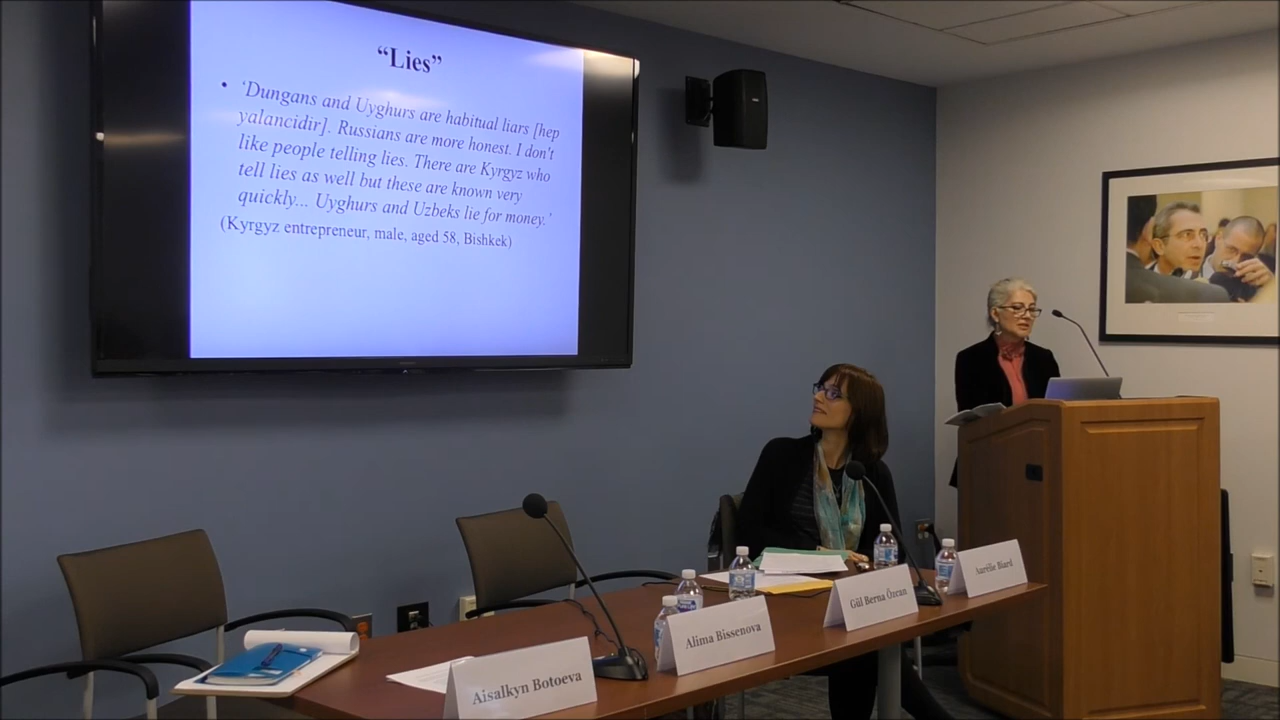 “Lies”
• ‘Dungans and Uyghurs are habitual liars [hep
yalancidir]. Russians are more honest. I don't
like people telling lies. There are Kyrgyz who
tell lies as well but these are known very
quickly... Uyghurs and Uzbeks lie for money.’
(Kyrgyz entrepreneur, male, aged 58, Bishkek)
Aisalkyn Botoeva
Alima Bissenova
Gül Berna Özcan
Aurélie Biard